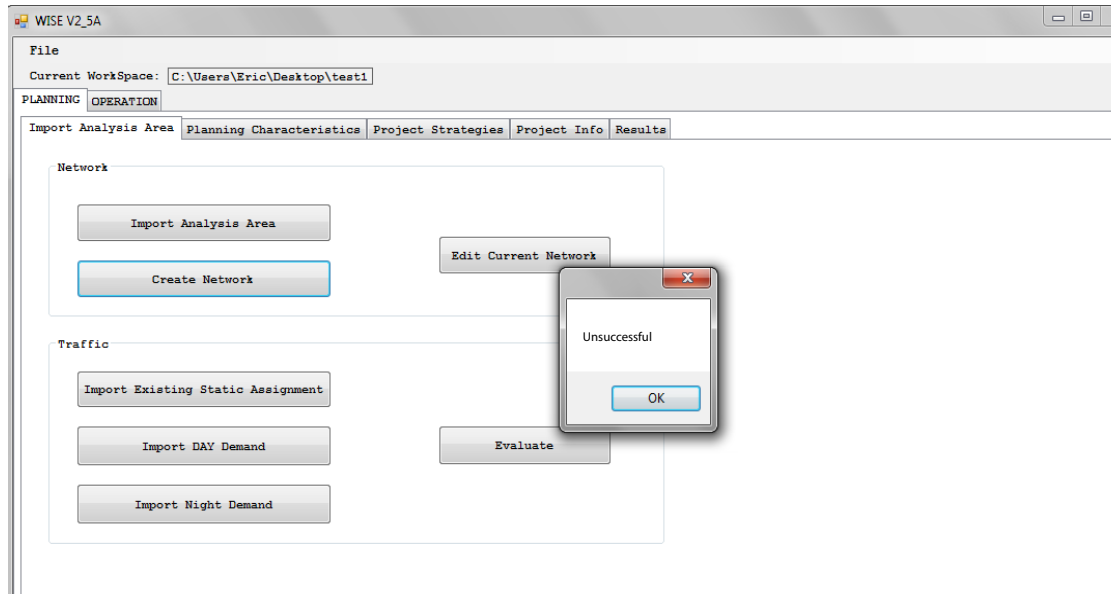 WISE V2_5A
File
Current WorkSpace: C:\Users\Eric\Desktop\test1
PLANNING OPERATION
Import Analysis Area Planning Characteristics Project Strategies Project Info Results
Network
Import Analysis Area
Edit Current Network
Create Network
Unsuccessful
OK
Traffic
Import Existing Static Assignment
Import DAY Demand
Evaluate
Import Night Demand